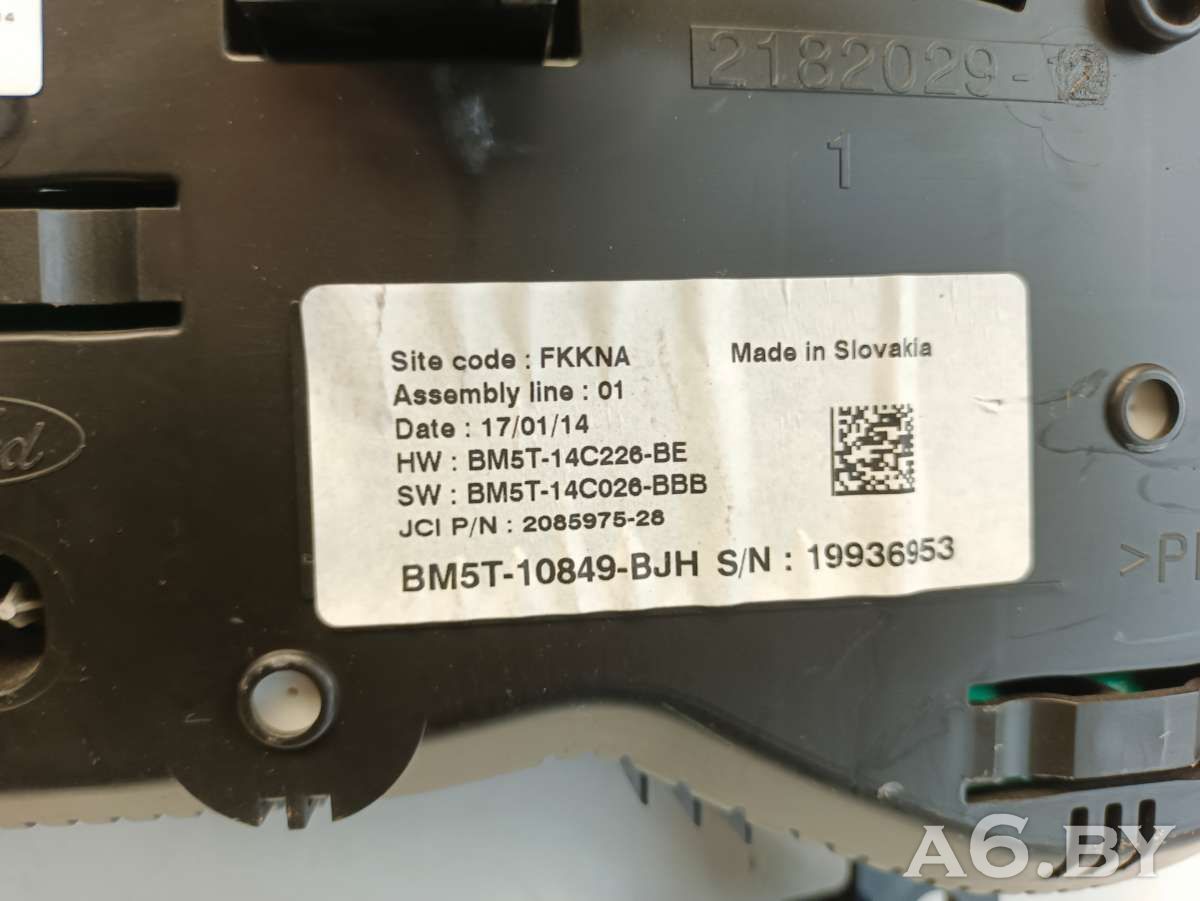 2182029-12
1
Site code : FKKNA
Made in Slovakia
Assembly line : 01
Date : 17/01/14
HW : BM5T-14C226-BE
SW : BM5T-14C026-BBB
JCI P/N : 2085975-28
BM5T-10849-BJH S/N : 19936953
A6.BY